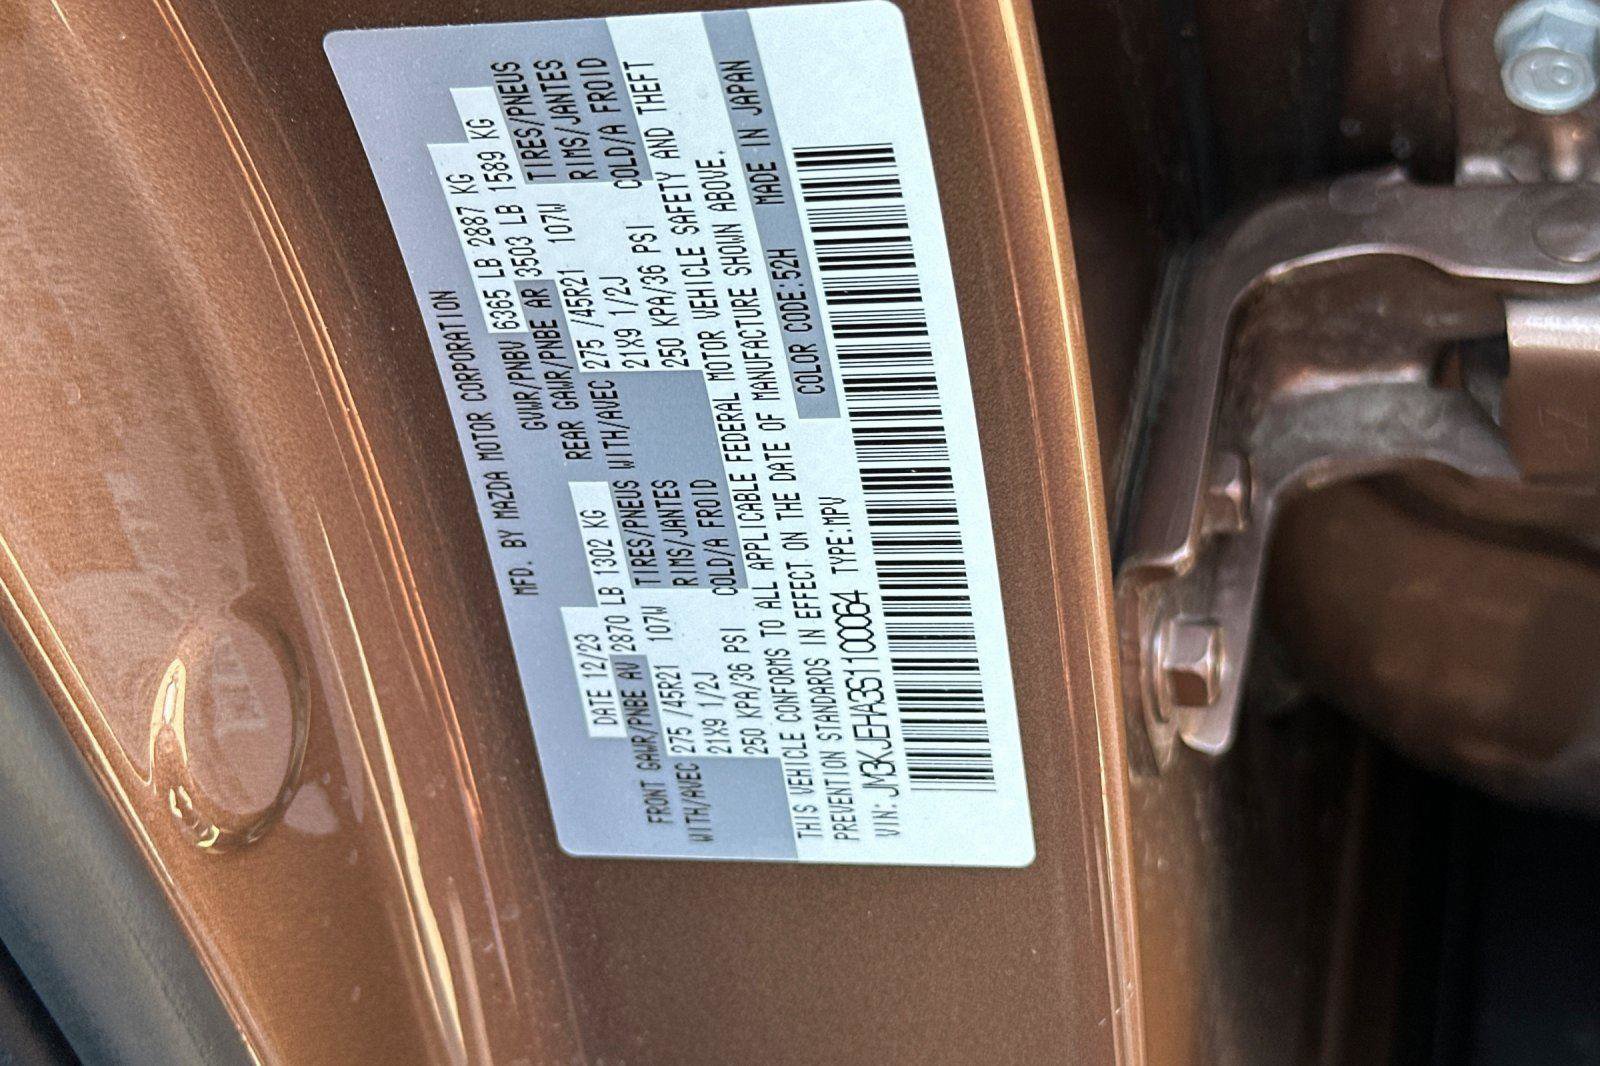 MFD. BY MAZDA MOTOR CORPORATION
DATE 12/23 GVWR/PNBV 6365 LB 2887 KG
FRONT GAWR/PNBE AV 2870 LB 1302 KG REAR GAWR/PNBE AR 3503 LB 1589 KG
WITH/AVEC 275 /45R21 107W TIRES/PNEUS WITH/AVEC 275 /45R21 107W TIRES/PNEUS
21X9 1/2J RIMS/JANTES 21X9 1/2J RIMS/JANTES
250 KPA/36 PSI COLD/A FROID 250 KPA/36 PSI COLD/A FROID
THIS VEHICLE CONFORMS TO ALL APPLICABLE FEDERAL MOTOR VEHICLE SAFETY AND THEFT
PREVENTION STANDARDS IN EFFECT ON THE DATE OF MANUFACTURE SHOWN ABOVE.
VIN: JM3KJEHA3S1100064 TYPE:MPV COLOR CODE:52H MADE IN JAPAN